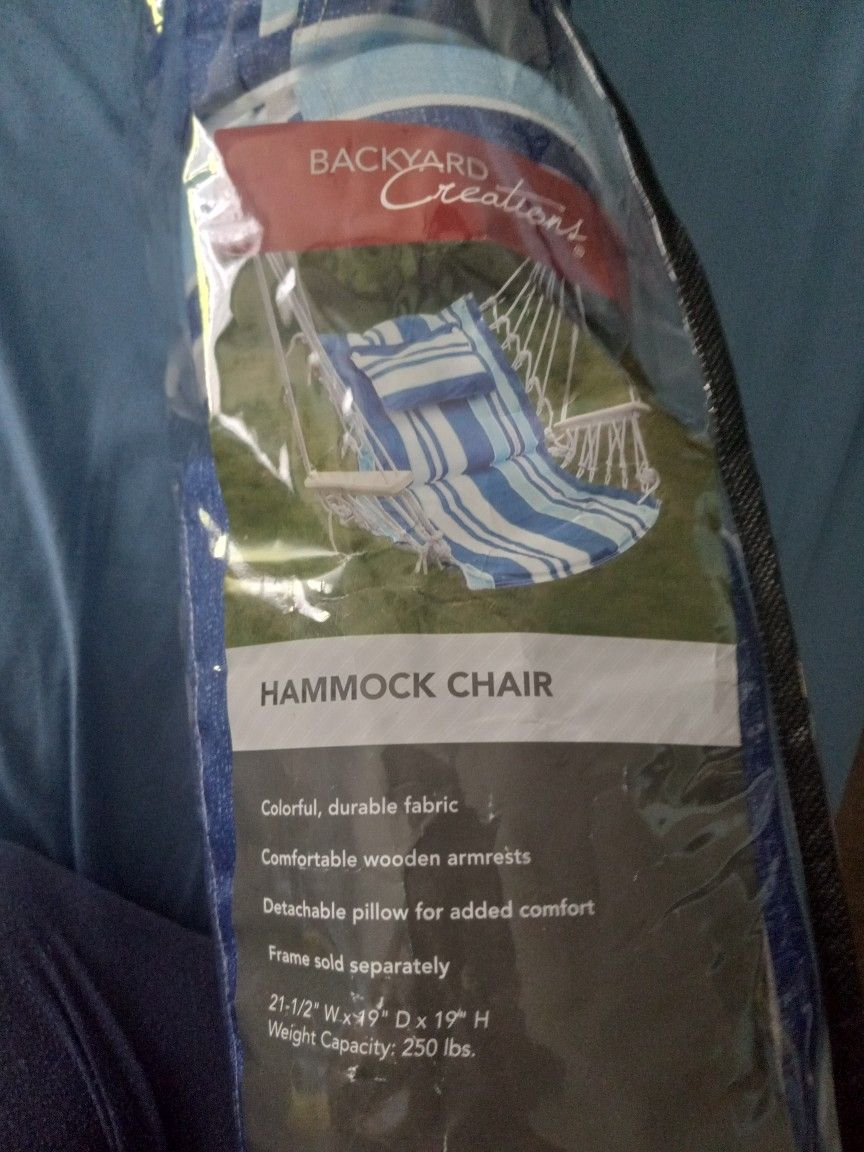 BACKYARD
Creations®
HAMMOCK CHAIR
Colorful, durable fabric
Comfortable wooden armrests
Detachable pillow for added comfort
Frame sold separately
21-1/2" W x 19" D x 19" H
Weight Capacity: 250 lbs.